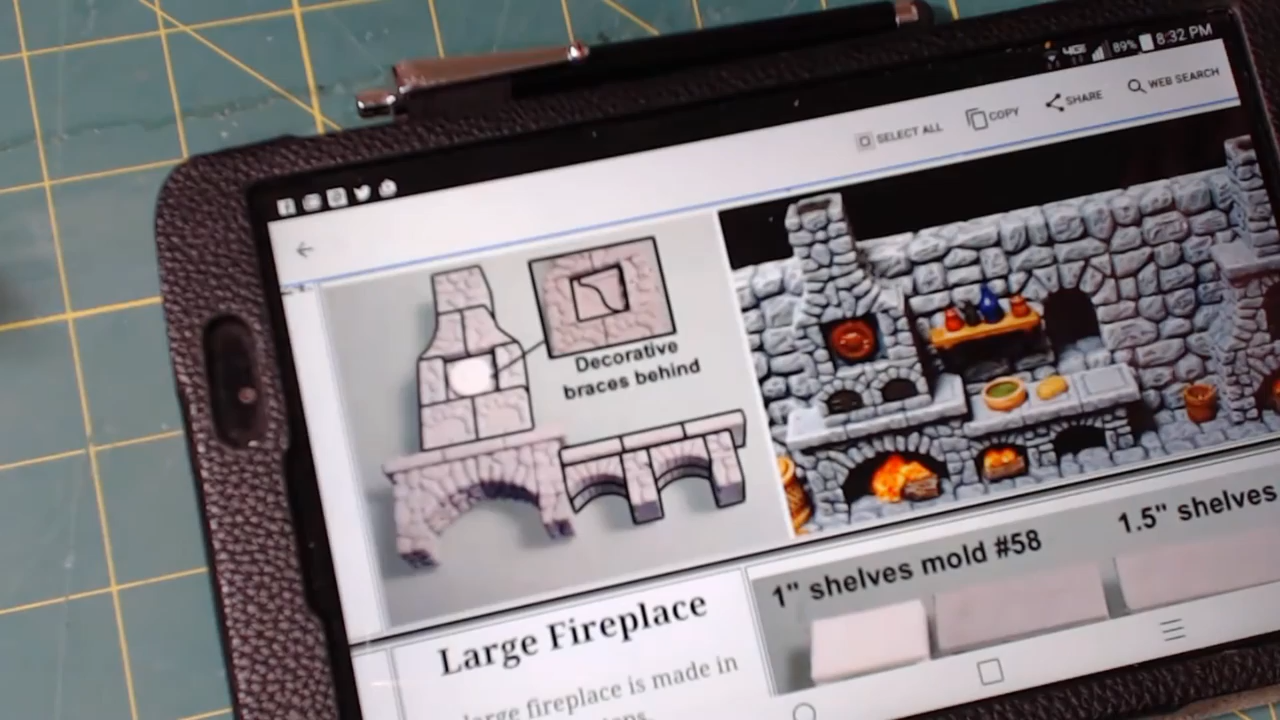 4GE 89% 8:32 PM
SELECT ALL COPY SHARE WEB SEARCH
Decorative
braces behind
1" shelves mold #58
1.5" shelves
Large Fireplace
large fireplace is made in